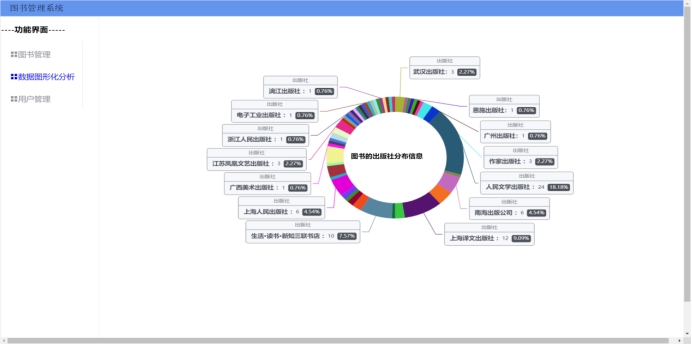 图书管理系统
----功能界面-----
图书管理
数据图形化分析
用户管理
出版社
武汉出版社： 3 2.27%
出版社
漓江出版社： 1 0.76%
出版社
恩施出版社： 1 0.76%
出版社
电子工业出版社： 1 0.76%
出版社
广州出版社： 1 0.76%
出版社
浙江人民出版社： 1 0.76%
出版社
作家出版社： 3 2.27%
出版社
江苏凤凰文艺出版社： 3 2.27%
图书的出版社分布信息
出版社
人民文学出版社： 24 18.18%
出版社
广西美术出版社： 1 0.76%
出版社
南海出版公司： 6 4.54%
出版社
上海人民出版社： 6 4.54%
出版社
上海译文出版社： 12 9.09%
出版社
生活•读书•新知三联书店： 10 7.57%